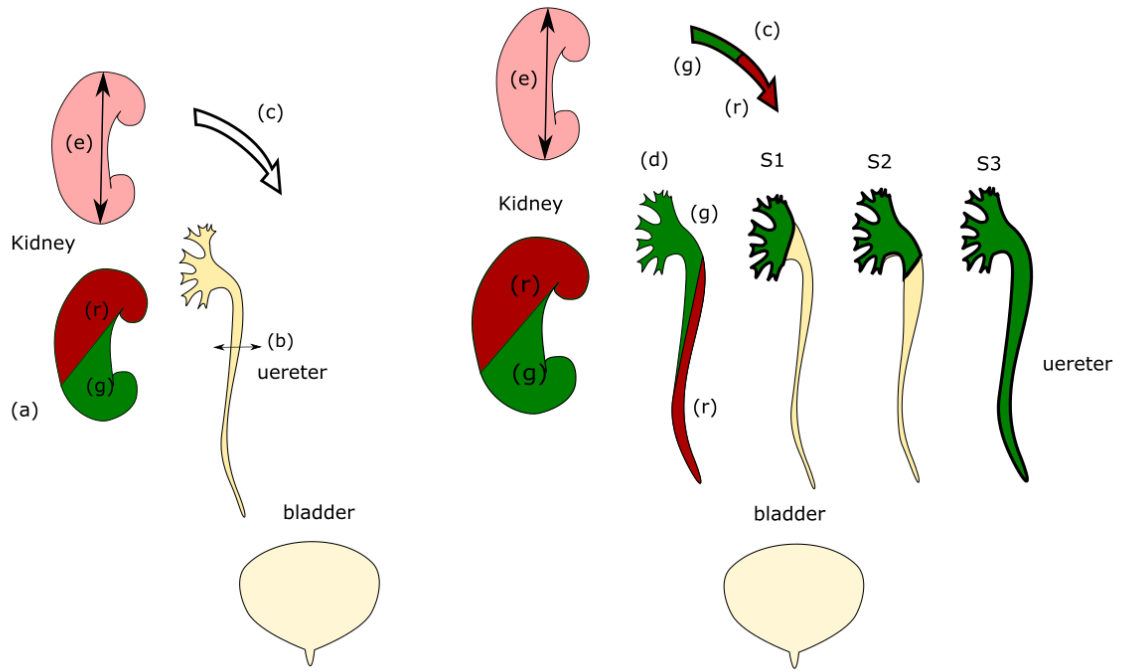 (c)
(e)
Kidney
(r)
(g)
(b)
uereter
(a)
bladder
(c)
(g)
(e)
(r)
(d)
S1
S2
S3
Kidney
(g)
(r)
(g)
(r)
uereter
bladder